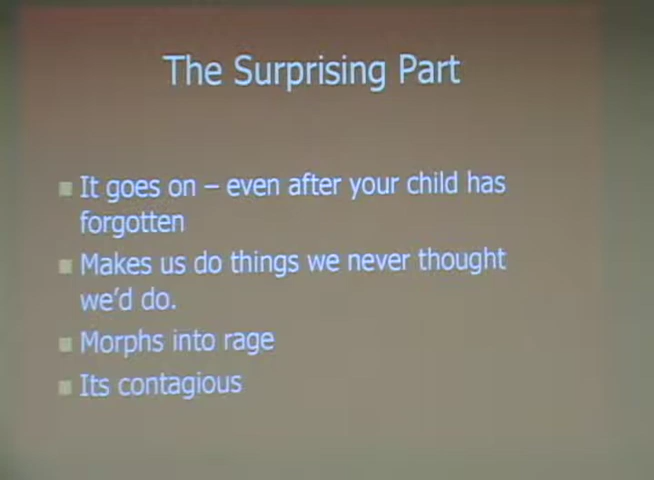 The Surprising Part
It goes on – even after your child has
forgotten
Makes us do things we never thought
we'd do.
Morphs into rage
Its contagious